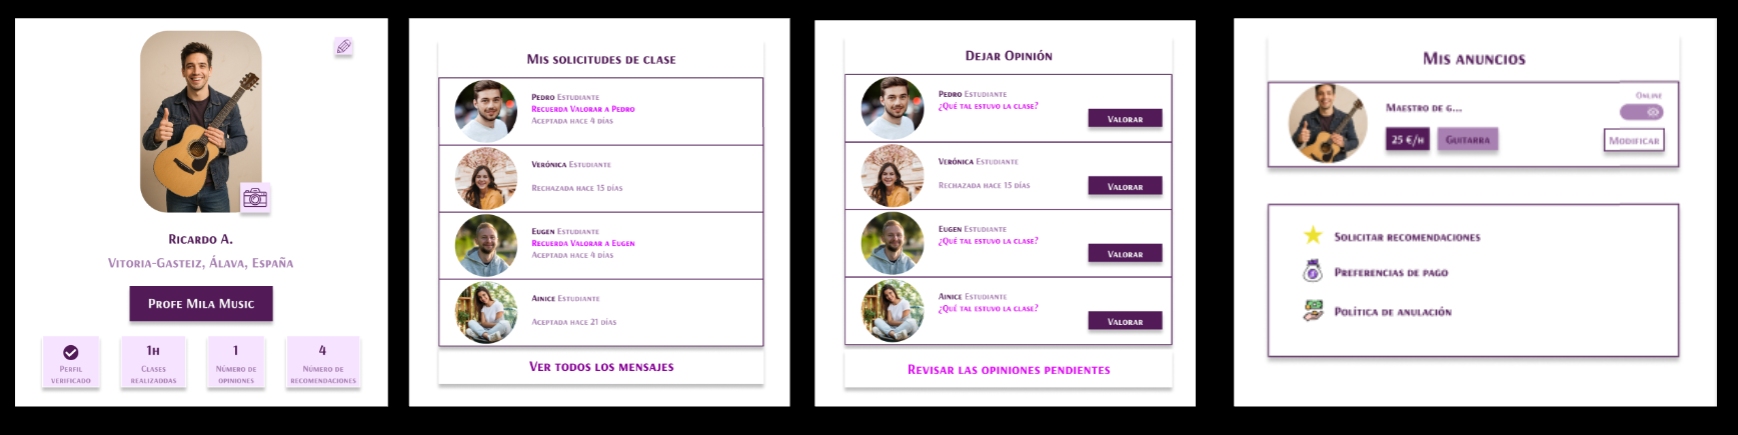 Ricardo A.
Vitoria-Gasteiz, Álava, España
Profe Mila Music
Perfil
verificado
1h
Clases
realizaddas
1
Número de
opiniones
4
Número de
recomendaciones
Mis solicitudes de clase
Pedro Estudiante
Recuerda Valorar a Pedro
Aceptada hace 4 días
Verónica Estudiante
Rechazada hace 15 días
Eugen Estudiante
Recuerda Valorar a Eugen
Aceptada hace 4 días
Ainice Estudiante
Aceptada hace 21 días
Ver todos los mensajes
Dejar Opinión
Pedro Estudiante
¿Qué tal estuvo la clase?
Valorar
Verónica Estudiante
Rechazada hace 15 días
Valorar
Eugen Estudiante
¿Qué tal estuvo la clase?
Valorar
Ainice Estudiante
¿Qué tal estuvo la clase?
Valorar
Revisar las opiniones pendientes
Mis anuncios
Online
Maestro de g...
25 €/h
Guitarra
Modificar
Solicitar recomendaciones
Preferencias de pago
Política de anulación